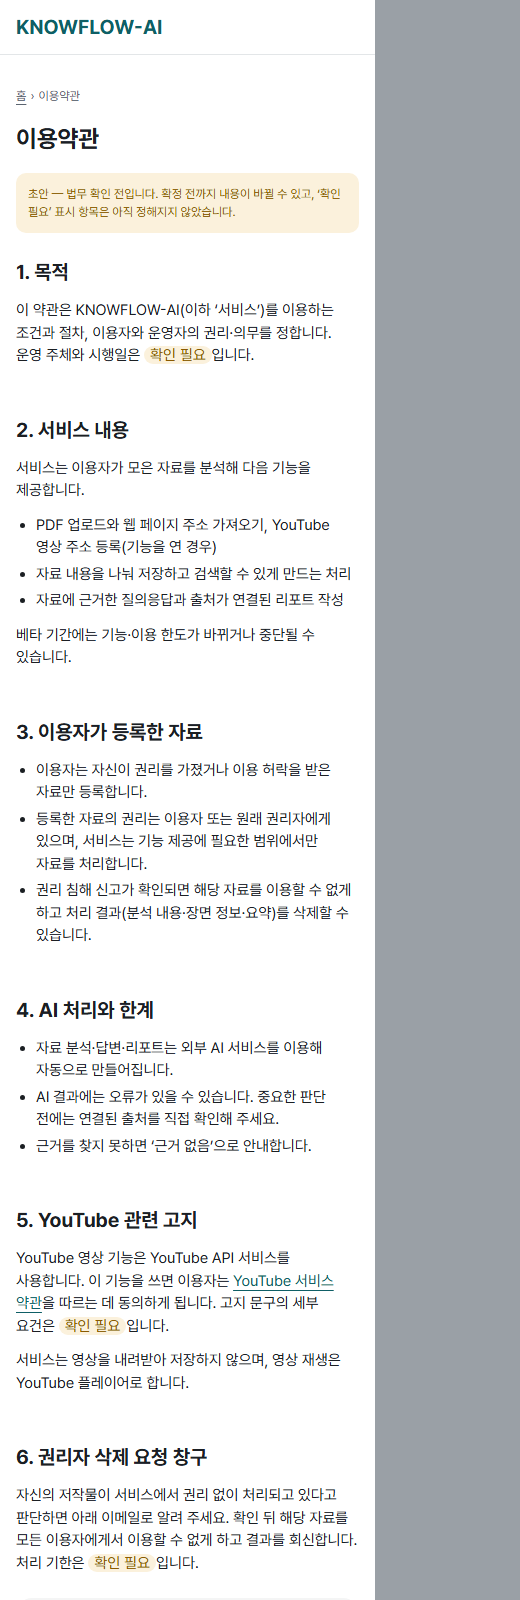 KNOWFLOW-AI
홈 › 이용약관
이용약관
초안 — 법무 확인 전입니다. 확정 전까지 내용이 바뀔 수 있고, ‘확인
필요’ 표시 항목은 아직 정해지지 않았습니다.
1. 목적
이 약관은 KNOWFLOW-AI(이하 ‘서비스’)를 이용하는
조건과 절차, 이용자와 운영자의 권리·의무를 정합니다.
운영 주체와 시행일은 확인 필요 입니다.
2. 서비스 내용
서비스는 이용자가 모은 자료를 분석해 다음 기능을
제공합니다.
• PDF 업로드와 웹 페이지 주소 가져오기, YouTube
영상 주소 등록(기능을 연 경우)
• 자료 내용을 나눠 저장하고 검색할 수 있게 만드는 처리
• 자료에 근거한 질의응답과 출처가 연결된 리포트 작성
베타 기간에는 기능·이용 한도가 바뀌거나 중단될 수
있습니다.
3. 이용자가 등록한 자료
• 이용자는 자신이 권리를 가졌거나 이용 허락을 받은
자료만 등록합니다.
• 등록한 자료의 권리는 이용자 또는 원래 권리자에게
있으며, 서비스는 기능 제공에 필요한 범위에서만
자료를 처리합니다.
• 권리 침해 신고가 확인되면 해당 자료를 이용할 수 없게
하고 처리 결과(분석 내용·장면 정보·요약)를 삭제할 수
있습니다.
4. AI 처리와 한계
• 자료 분석·답변·리포트는 외부 AI 서비스를 이용해
자동으로 만들어집니다.
• AI 결과에는 오류가 있을 수 있습니다. 중요한 판단
전에는 연결된 출처를 직접 확인해 주세요.
• 근거를 찾지 못하면 ‘근거 없음’으로 안내합니다.
5. YouTube 관련 고지
YouTube 영상 기능은 YouTube API 서비스를
사용합니다. 이 기능을 쓰면 이용자는 YouTube 서비스
약관을 따르는 데 동의하게 됩니다. 고지 문구의 세부
요건은 확인 필요 입니다.
서비스는 영상을 내려받아 저장하지 않으며, 영상 재생은
YouTube 플레이어로 합니다.
6. 권리자 삭제 요청 창구
자신의 저작물이 서비스에서 권리 없이 처리되고 있다고
판단하면 아래 이메일로 알려 주세요. 확인 뒤 해당 자료를
모든 이용자에게서 이용할 수 없게 하고 결과를 회신합니다.
처리 기한은 확인 필요 입니다.